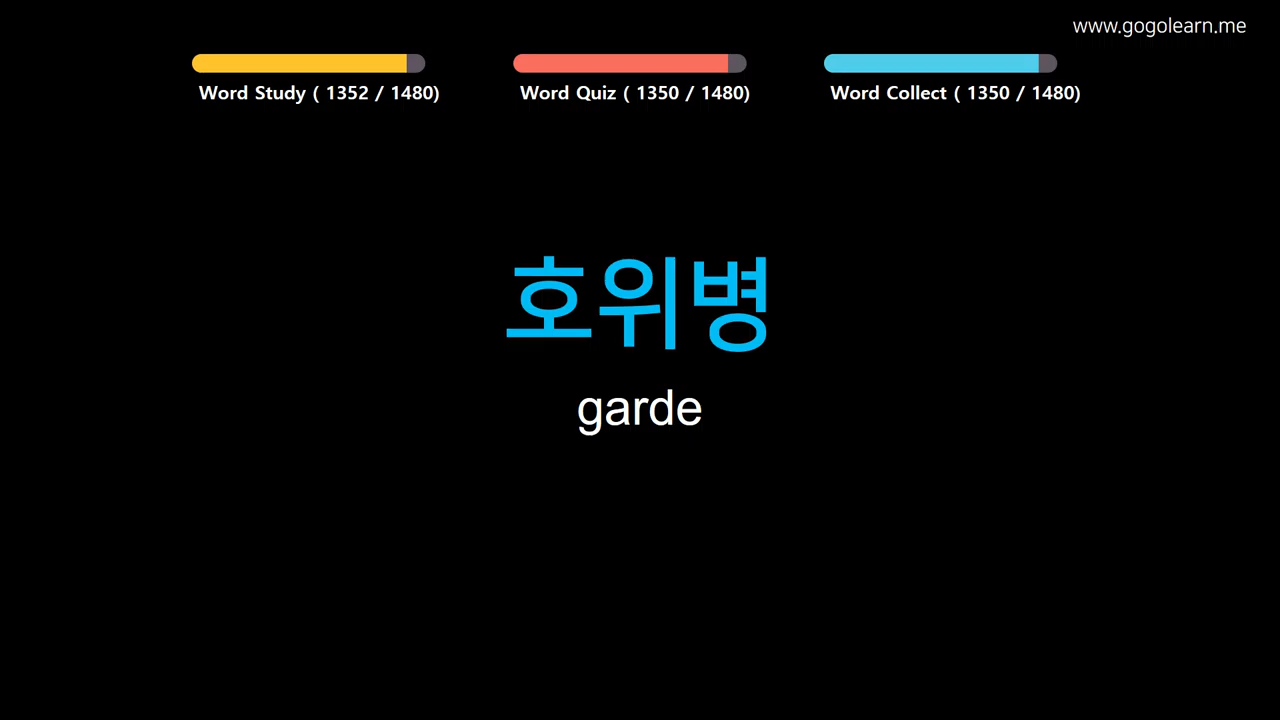 www.gogolearn.me
Word Study ( 1352 / 1480)
Word Quiz ( 1350 / 1480)
Word Collect ( 1350 / 1480)
호위병
garde